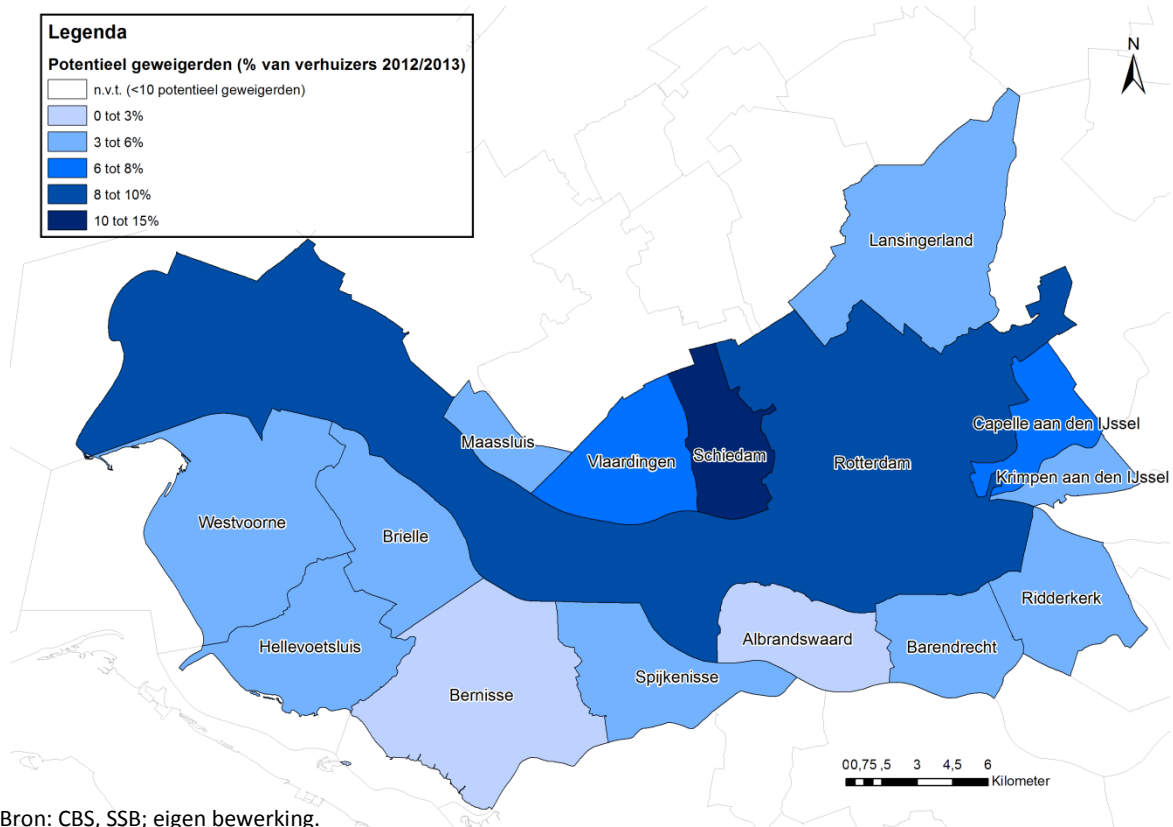 Legenda
Potentieel geweigerden (% van verhuizers 2012/2013)
n.v.t. (<10 potentieel geweigerden)
0 tot 3%
3 tot 6%
6 tot 8%
8 tot 10%
10 tot 15%
N
Lansingerland
Capelle aan den IJssel
Maassluis
Vlaardingen
Schiedam
Rotterdam
Krimpen aan den IJssel
Westvoorne
Brielle
Ridderkerk
Hellevoetsluis
Albrandswaard
Barendrecht
Spijkenisse
Bernisse
00,75,5 3 4,5 6
Kilometer
Bron: CBS, SSB; eigen bewerking.